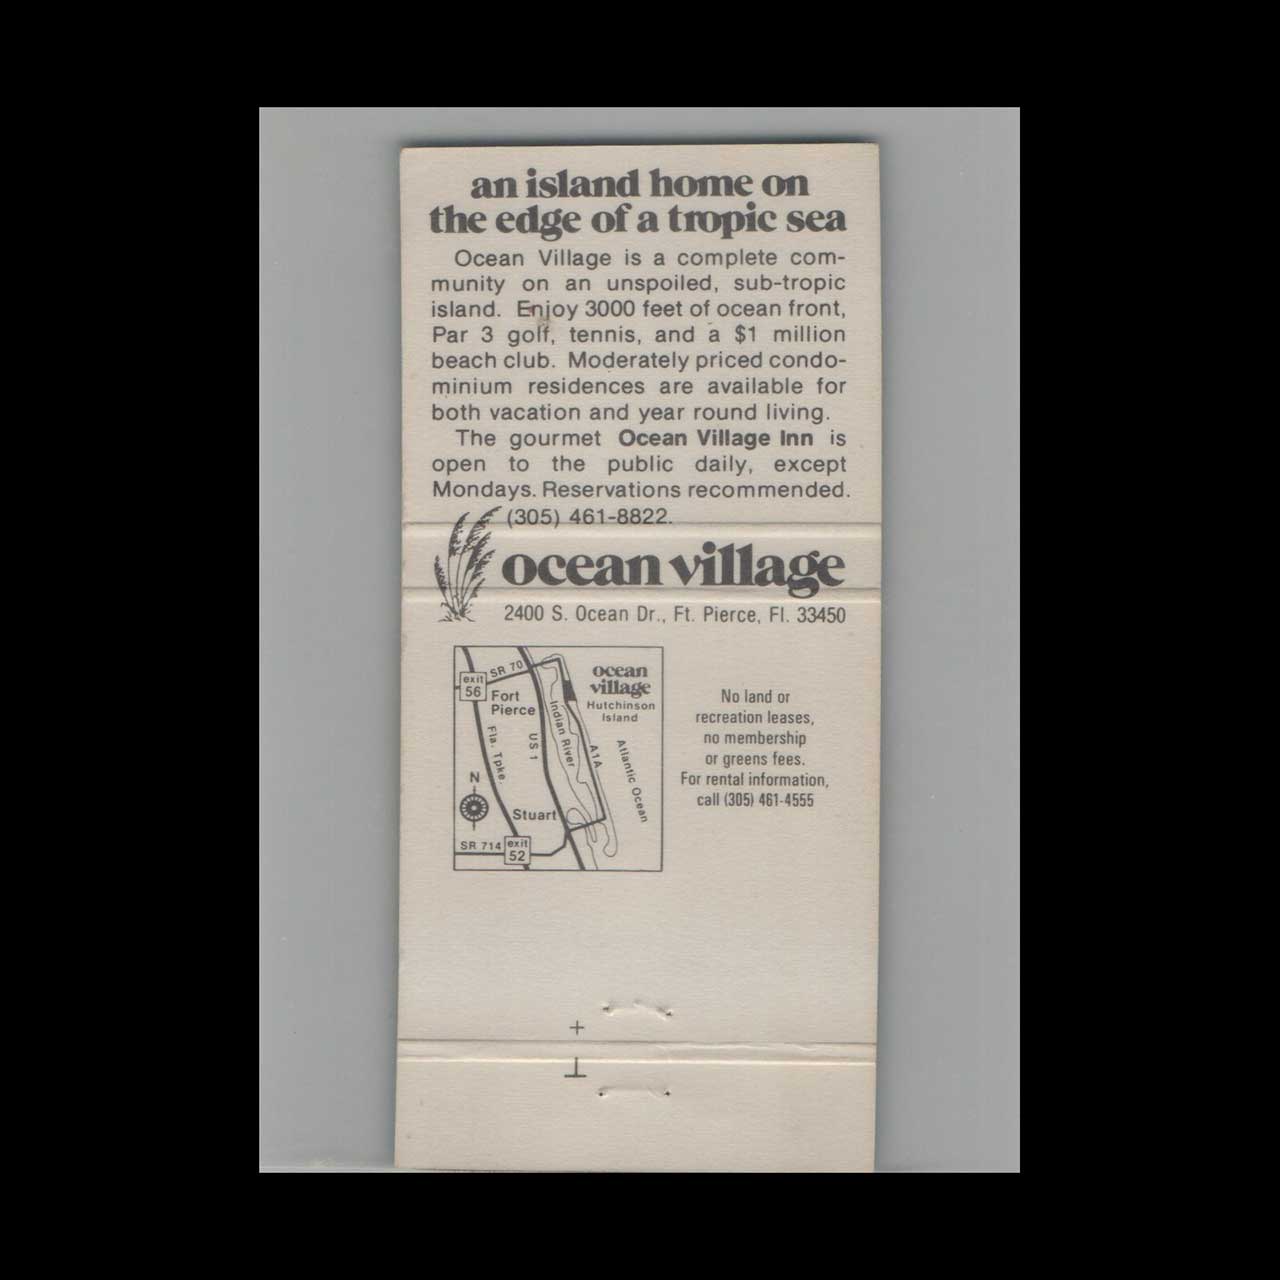 an island home on
the edge of a tropic sea
Ocean Village is a complete com-
munity on an unspoiled, sub-tropic
island. Enjoy 3000 feet of ocean front,
Par 3 golf, tennis, and a $1 million
beach club. Moderately priced condo-
minium residences are available for
both vacation and year round living.
The gourmet Ocean Village Inn is
open to the public daily, except
Mondays. Reservations recommended.
(305) 461-8822.
ocean village
2400 S. Ocean Dr., Ft. Pierce, Fl. 33450
SR 70
exit
56
Fort
Pierce
Fla. Tpke.
US 1
Indian River
A1A
ocean
village
Hutchinson
Island
Atlantic Ocean
N
Stuart
SR 714
exit
52
No land or
recreation leases,
no membership
or greens fees.
For rental information,
call (305) 461-4555